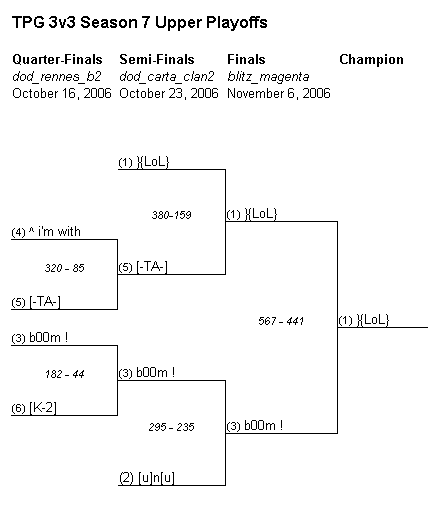 TPG 3v3 Season 7 Upper Playoffs
Quarter-Finals Semi-Finals Finals Champion
dod_rennes_b2 dod_carta_clan2 blitz_magenta
October 16, 2006 October 23, 2006 November 6, 2006
(1) }{LoL}
380-159
(1) }{LoL}
(4) ^ i'm with
320 - 85
(5) [-TA-]
(5) [-TA-]
567 - 441
(1) }{LoL}
(3) b00m !
182 - 44
(3) b00m !
(6) [K-2]
295 - 235
(3) b00m !
(2) [u]n[u]